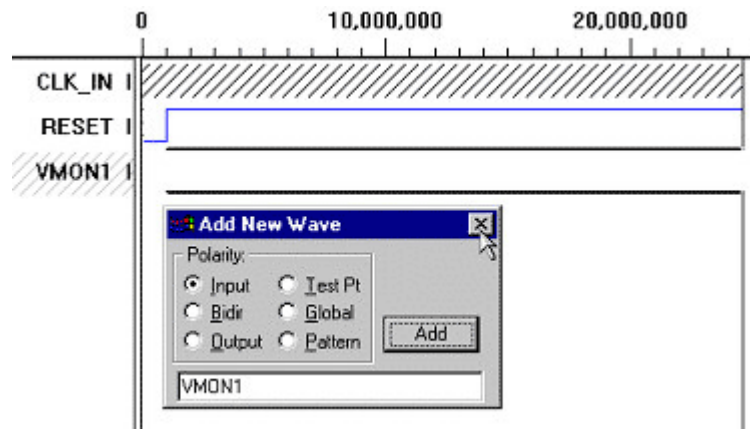 0 10,000,000 20,000,000
CLK_IN I
RESET I
VMON1 I
Add New Wave
Polarity:
Input Test Pt
Bidir Global
Output Pattern
Add
VMON1